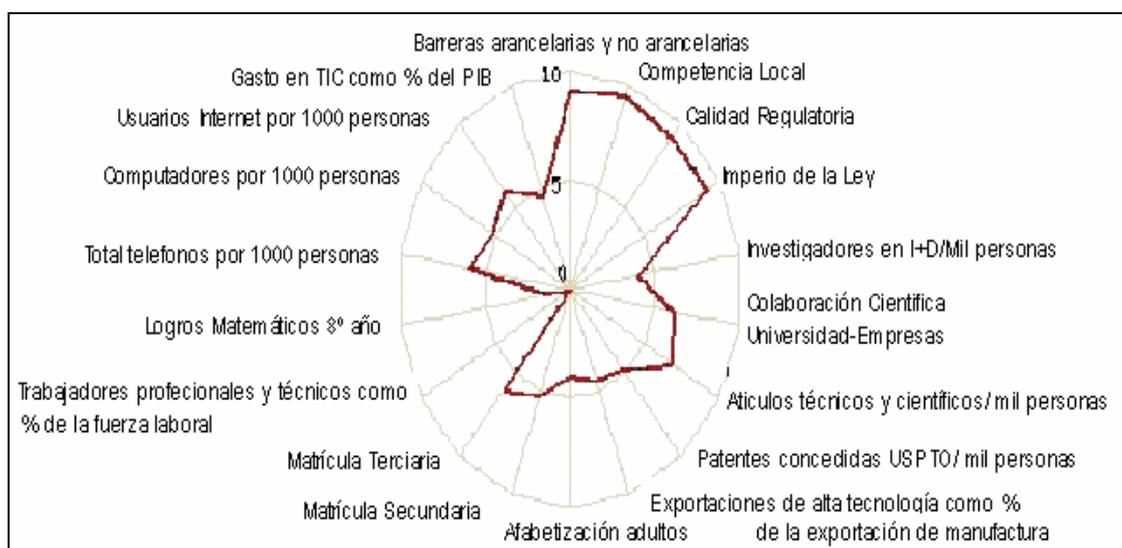 Barreras arancelarias y no arancelarias
10
Competencia Local
Gasto en TIC como % del PIB
Calidad Regulatoria
Usuarios Internet por 1000 personas
Imperio de la Ley
Computadores por 1000 personas
5
Investigadores en I+D/Mil personas
Total telefonos por 1000 personas
0
Colaboración Científica
Universidad-Empresas
Logros Matemáticos 8º año
Trabajadores profecionales y técnicos como
% de la fuerza laboral
Aticulos técnicos y científicos/ mil personas
Matrícula Terciaria
Patentes concedidas USPTO/ mil personas
Matrícula Secundaria
Exportaciones de alta tecnología como %
de la exportación de manufactura
Afabetización adultos